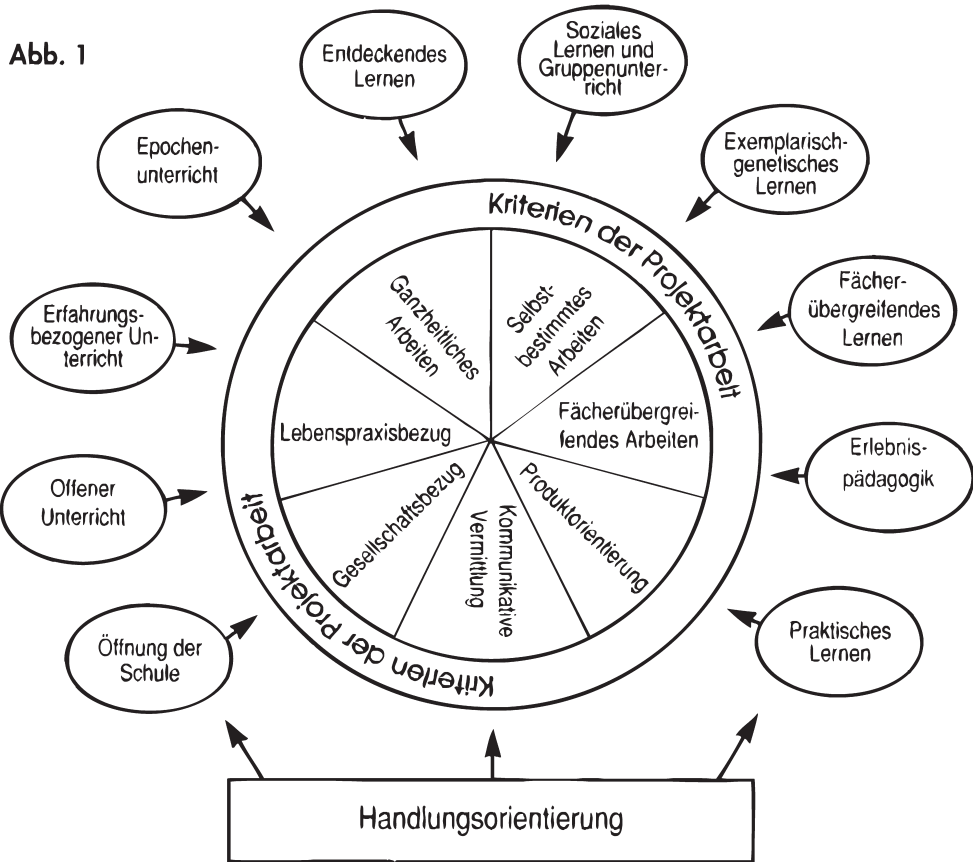 Abb. 1
Entdeckendes
Lernen
Soziales
Lernen und
Gruppenunter-
richt
Epochen-
unterricht
Exemplarisch-
genetisches
Lernen
Erfahrungs-
bezogener Un-
terricht
Fächer-
übergreifendes
Lernen
Offener
Unterricht
Erlebnis-
pädagogik
Öffnung der
Schule
Praktisches
Lernen
Kriterien der Projektarbeit
Ganzheitliches
Arbeiten
Selbst-
bestimmtes
Arbeiten
Lebenspraxisbezug
Fächerübergrei-
fendes Arbeiten
Gesellschaftsbezug
Kommunikative
Vermittlung
Produktorientierung
Kriterien der Projektarbeit
Handlungsorientierung